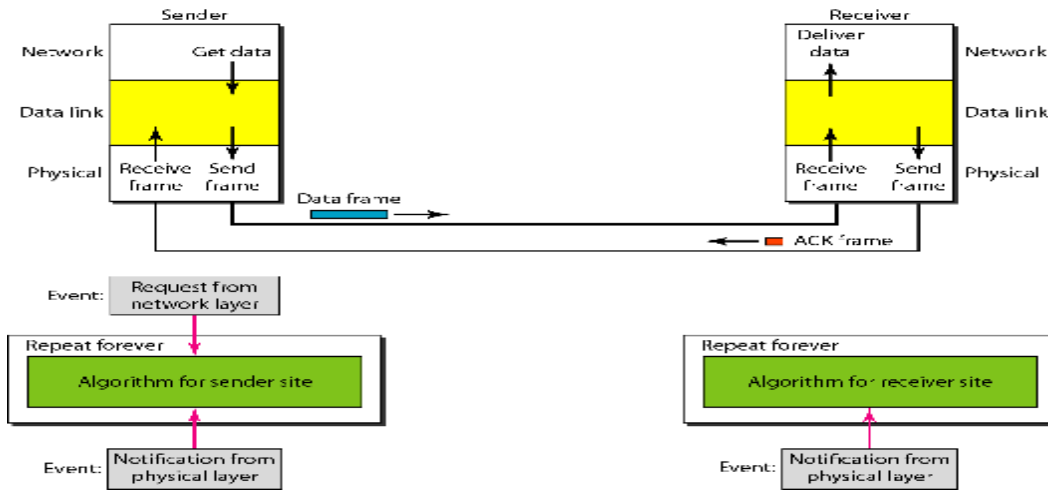 Sender
Receiver
Network
Get data
Deliver
data
Network
Data link
Data link
Physical
Receive
frame
Send
frame
Receive
frame
Send
frame
Physical
Data frame
ACK frame
Event:
Request from
network layer
Repeat forever
Algorithm for sender site
Repeat forever
Algorithm for receiver site
Event:
Notification from
physical layer
Event:
Notification from
physical layer